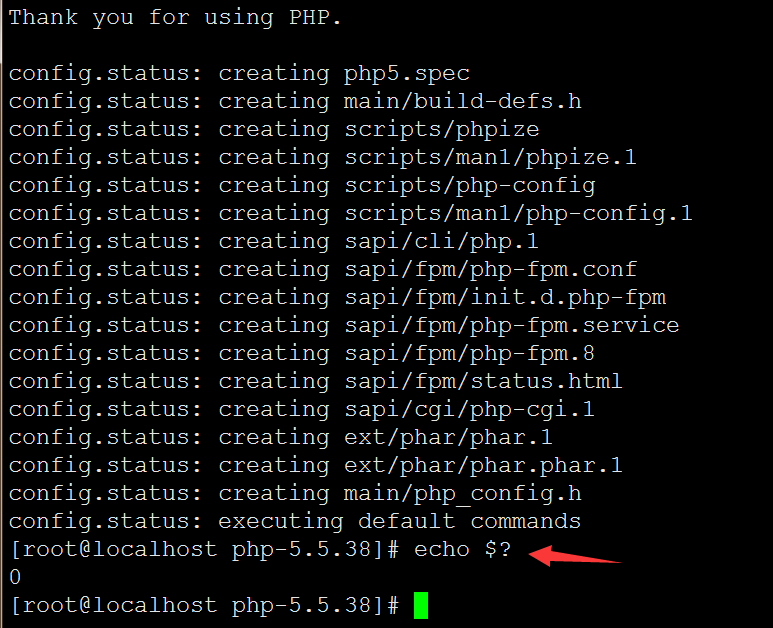 Thank you for using PHP.
config.status: creating php5.spec
config.status: creating main/build-defs.h
config.status: creating scripts/phpize
config.status: creating scripts/man1/phpize.1
config.status: creating scripts/php-config
config.status: creating scripts/man1/php-config.1
config.status: creating sapi/cli/php.1
config.status: creating sapi/fpm/php-fpm.conf
config.status: creating sapi/fpm/init.d.php-fpm
config.status: creating sapi/fpm/php-fpm.service
config.status: creating sapi/fpm/php-fpm.8
config.status: creating sapi/fpm/status.html
config.status: creating sapi/cgi/php-cgi.1
config.status: creating ext/phar/phar.1
config.status: creating ext/phar/phar.phar.1
config.status: creating main/php_config.h
config.status: executing default commands
[root@localhost php-5.5.38]# echo $?
0
[root@localhost php-5.5.38]#